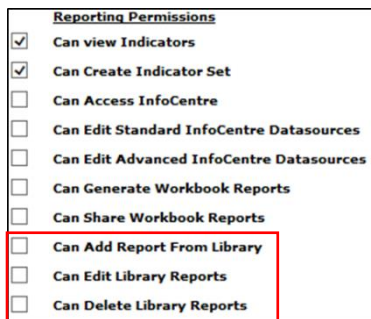 Reporting Permissions
Can view Indicators
Can Create Indicator Set
Can Access InfoCentre
Can Edit Standard InfoCentre Datasources
Can Edit Advanced InfoCentre Datasources
Can Generate Workbook Reports
Can Share Workbook Reports
Can Add Report From Library
Can Edit Library Reports
Can Delete Library Reports